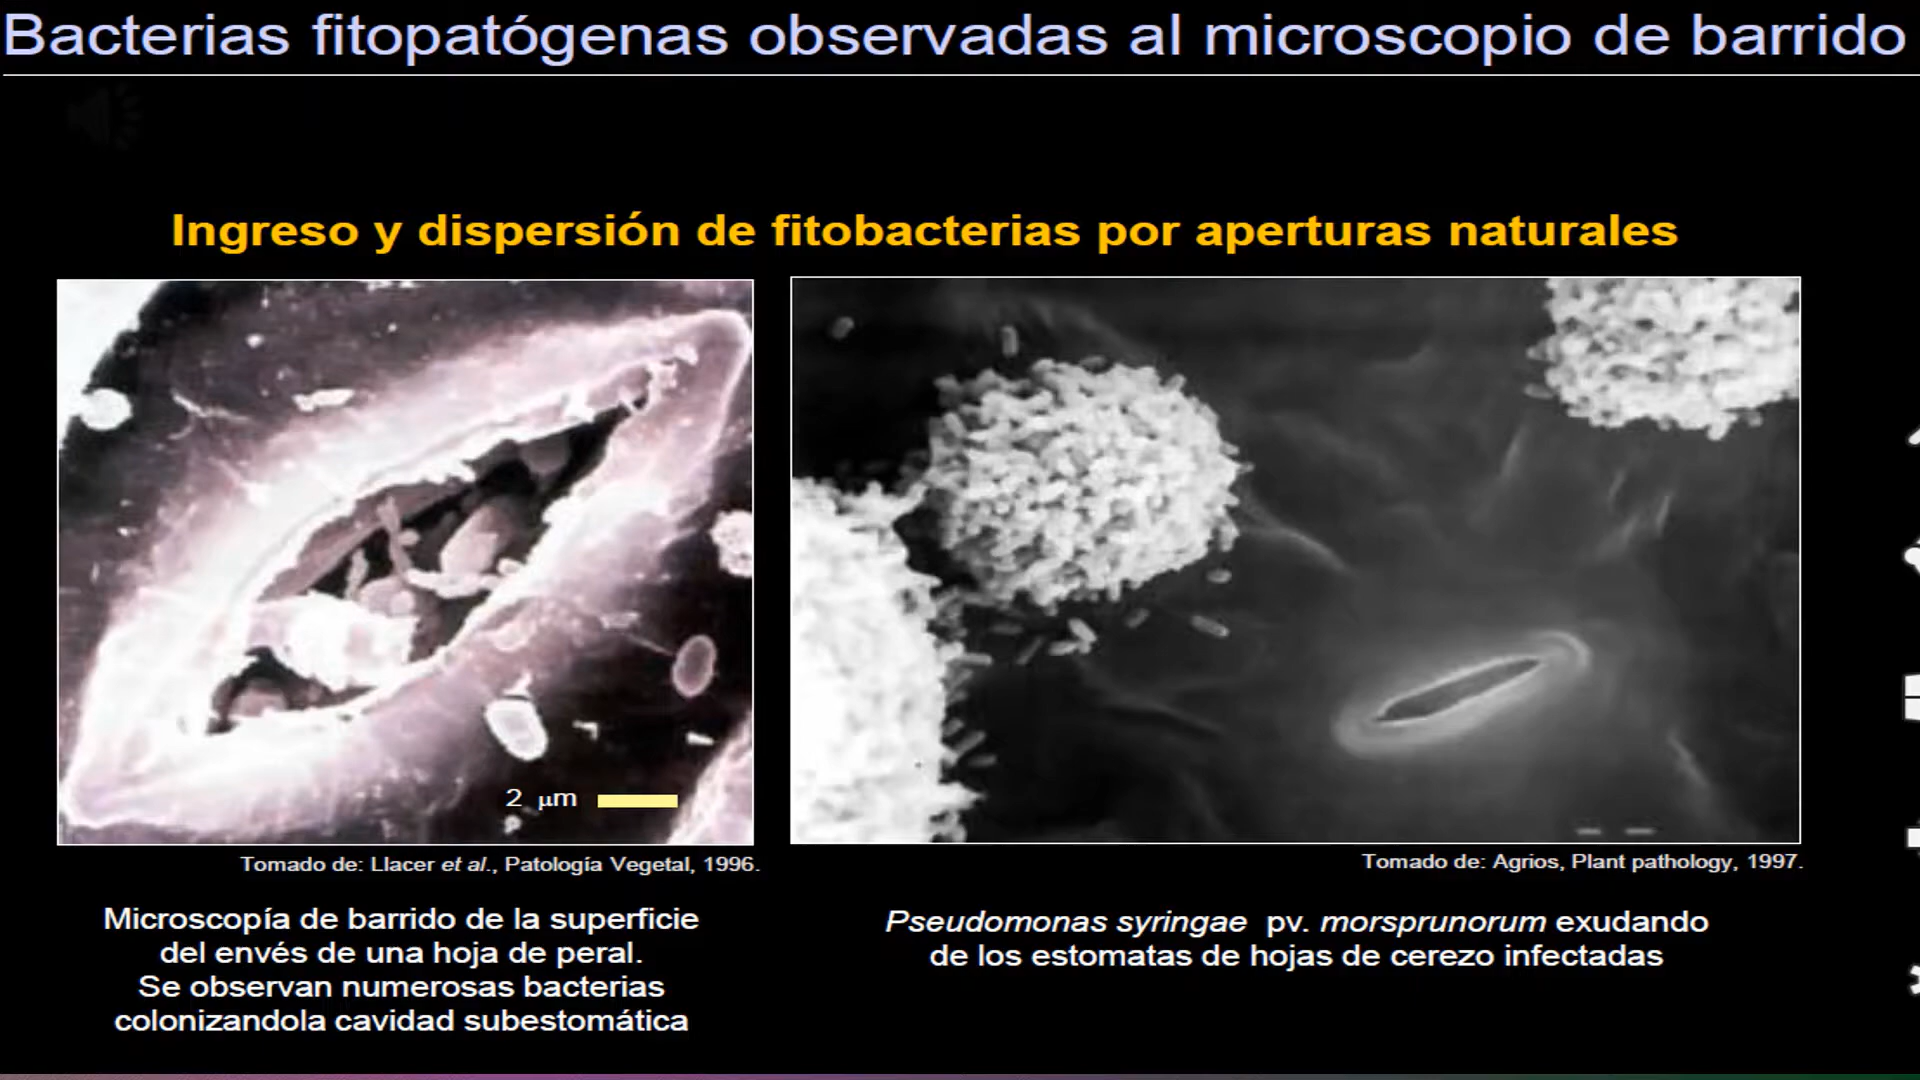 Bacterias fitopatógenas observadas al microscopio de barrido
Ingreso y dispersión de fitobacterias por aperturas naturales
2 μm
Tomado de: Llacer et al., Patología Vegetal, 1996.
Tomado de: Agrios, Plant pathology, 1997.
Microscopía de barrido de la superficie
del envés de una hoja de peral.
Se observan numerosas bacterias
colonizandola cavidad subestomática
Pseudomonas syringae pv. morsprunorum exudando
de los estomatas de hojas de cerezo infectadas